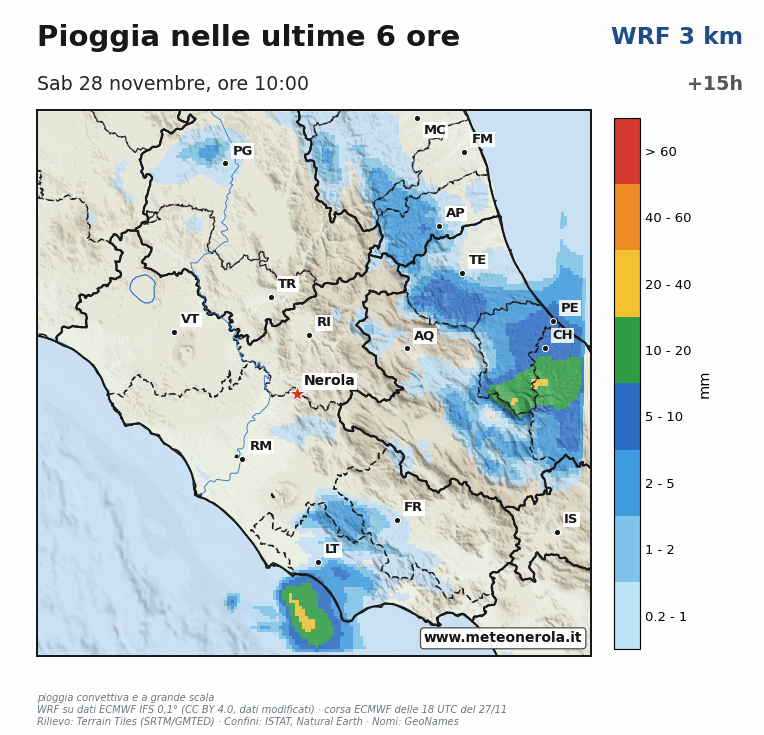 Pioggia nelle ultime 6 ore
WRF 3 km
Sab 28 novembre, ore 10:00
+15h
MC
FM
PG
AP
TE
TR
PE
VT
RI
AQ
CH
Nerola
RM
FR
IS
LT
www.meteonerola.it
> 60
40 - 60
20 - 40
10 - 20
5 - 10
2 - 5
1 - 2
0.2 - 1
mm
pioggia convettiva e a grande scala
WRF su dati ECMWF IFS 0,1° (CC BY 4.0, dati modificati) · corsa ECMWF delle 18 UTC del 27/11
Rilievo: Terrain Tiles (SRTM/GMTED) · Confini: ISTAT, Natural Earth · Nomi: GeoNames